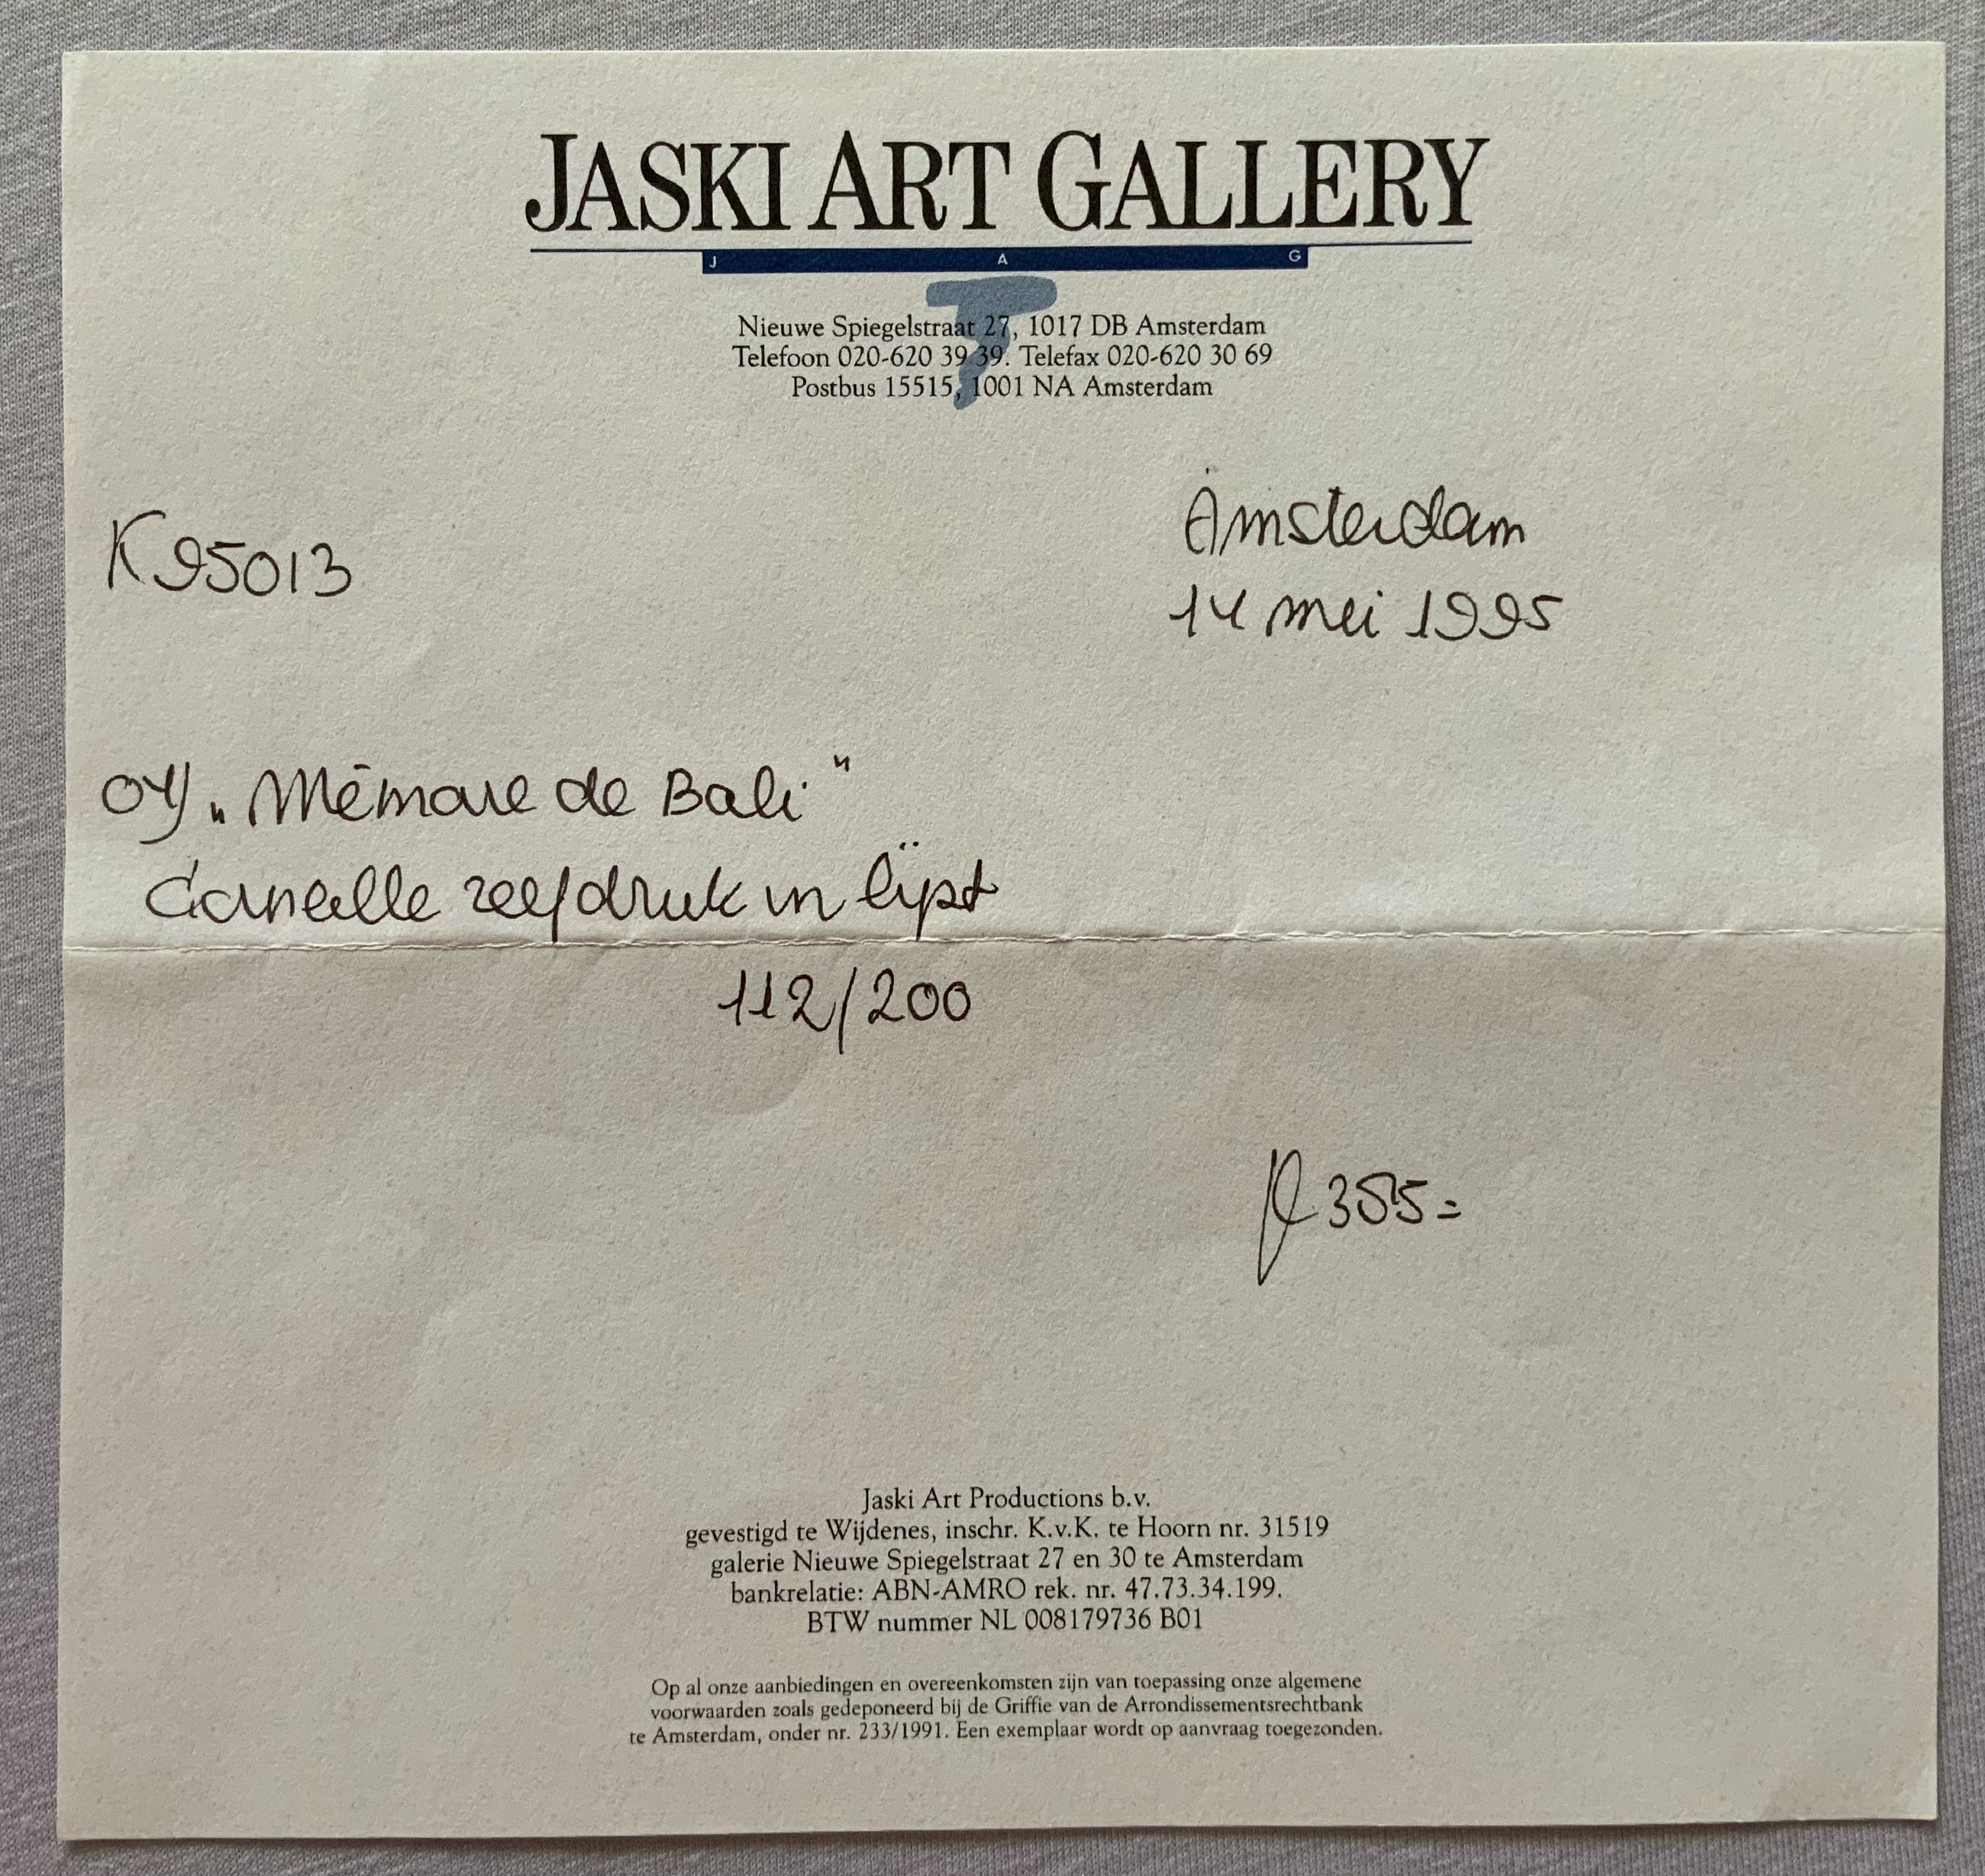 JASKI ART GALLERY
J A G
Nieuwe Spiegelstraat 27, 1017 DB Amsterdam
Telefoon 020-620 39 39. Telefax 020-620 30 69
Postbus 15515, 1001 NA Amsterdam
Amsterdam
K95013
14 mei 1995
„Mémoire de Bali"
Corneille zeefdruk in lijst
112/200
ƒ 355=
Jaski Art Productions b.v.
gevestigd te Wijdenes, inschr. K.v.K. te Hoorn nr. 31519
galerie Nieuwe Spiegelstraat 27 en 30 te Amsterdam
bankrelatie: ABN-AMRO rek. nr. 47.73.34.199.
BTW nummer NL 008179736 B01
Op al onze aanbiedingen en overeenkomsten zijn van toepassing onze algemene
voorwaarden zoals gedeponeerd bij de Griffie van de Arrondissementsrechtbank
te Amsterdam, onder nr. 233/1991. Een exemplaar wordt op aanvraag toegezonden.